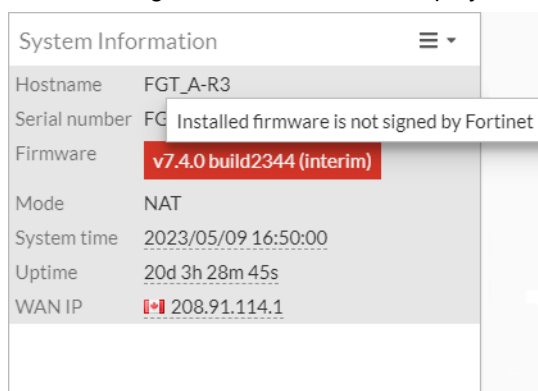 System Information
Hostname FGT_A-R3
Serial number FG
Installed firmware is not signed by Fortinet
Firmware v7.4.0 build2344 (interim)
Mode NAT
System time 2023/05/09 16:50:00
Uptime 20d 3h 28m 45s
WAN IP 208.91.114.1